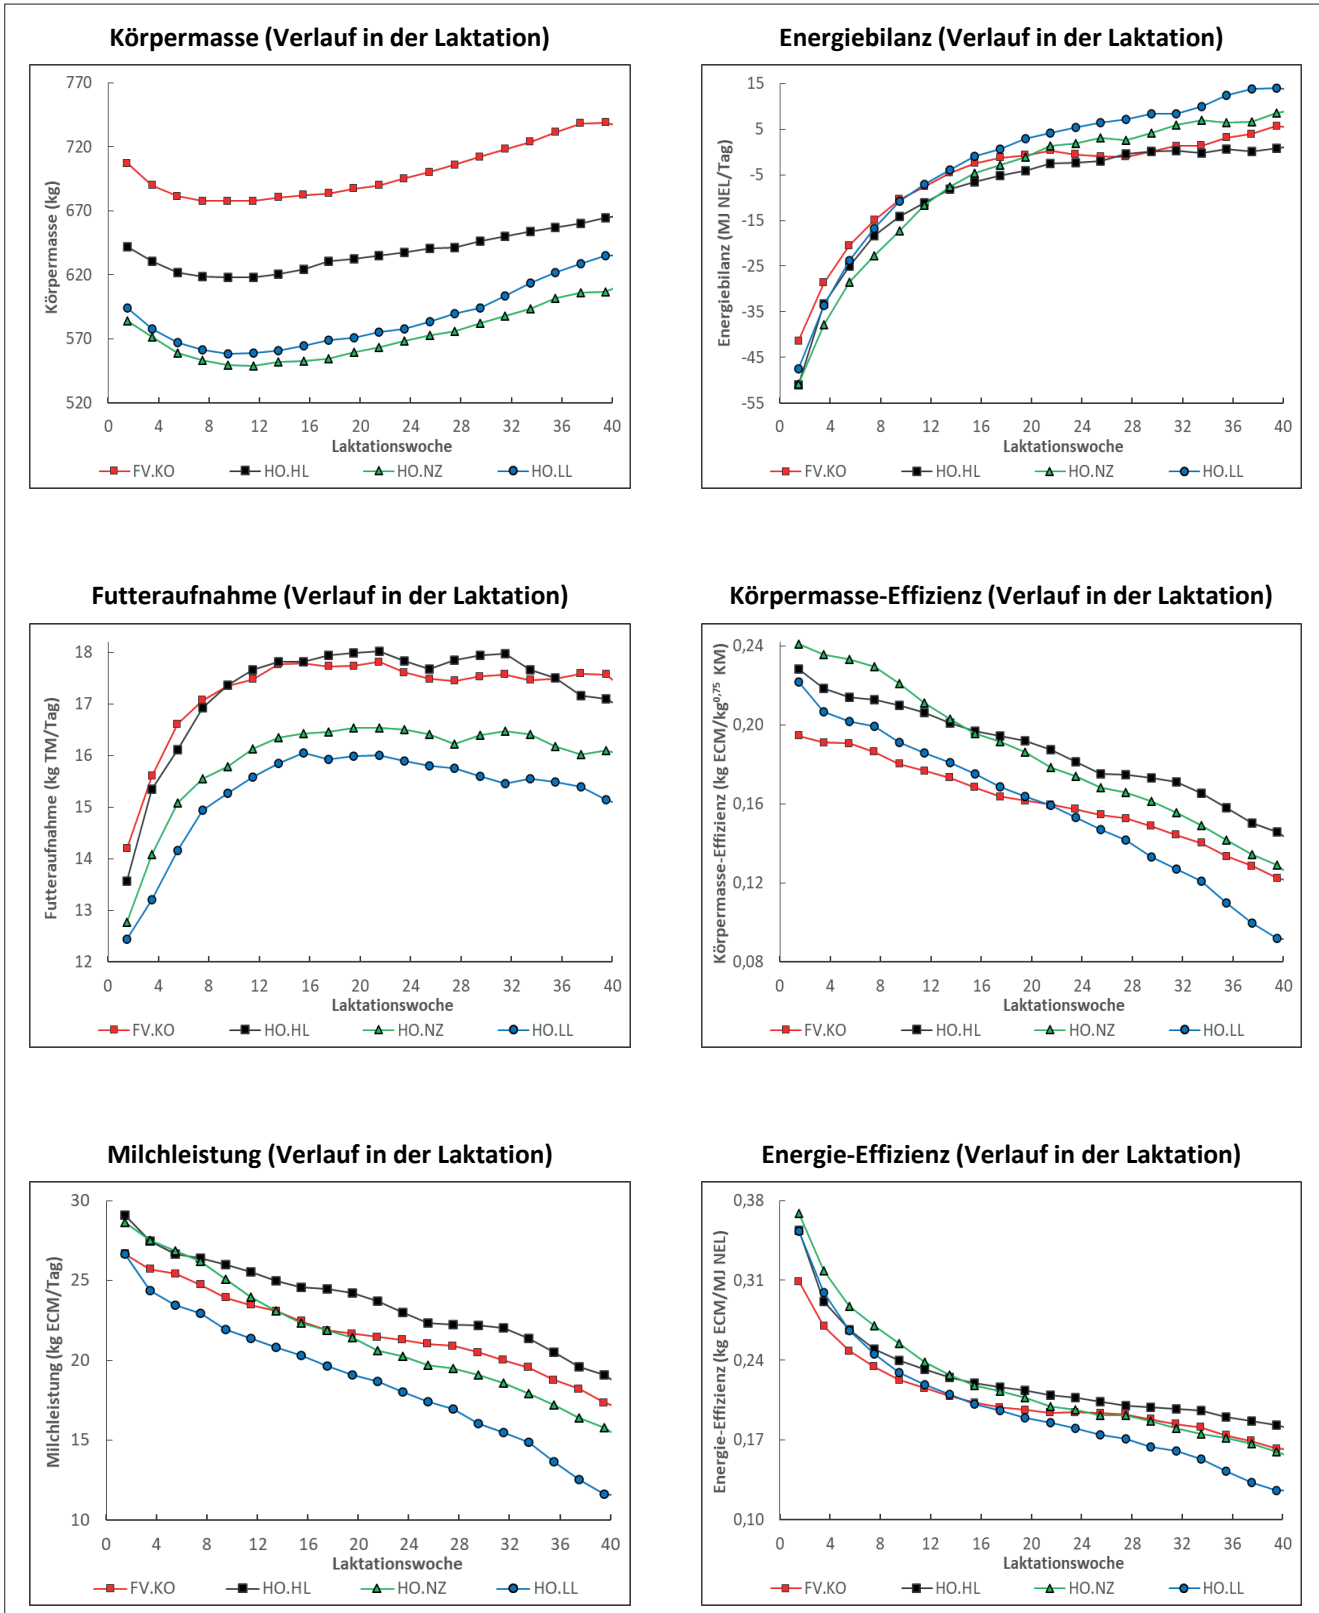 Körpermasse (Verlauf in der Laktation)
Körpermasse (kg)
770
720
670
620
570
520
0 4 8 12 16 20 24 28 32 36 40
Laktationswoche
FV.KO HO.HL HO.NZ HO.LL
Energiebilanz (Verlauf in der Laktation)
Energiebilanz (MJ NEL/Tag)
15
5
-5
-15
-25
-35
-45
-55
0 4 8 12 16 20 24 28 32 36 40
Laktationswoche
FV.KO HO.HL HO.NZ HO.LL
Futteraufnahme (Verlauf in der Laktation)
Futteraufnahme (kg TM/Tag)
18
17
16
15
14
13
12
0 4 8 12 16 20 24 28 32 36 40
Laktationswoche
FV.KO HO.HL HO.NZ HO.LL
Körpermasse-Effizienz (Verlauf in der Laktation)
Körpermasse-Effizienz (kg ECM/kg⁰,⁷⁵ KM)
0,24
0,20
0,16
0,12
0,08
0 4 8 12 16 20 24 28 32 36 40
Laktationswoche
FV.KO HO.HL HO.NZ HO.LL
Milchleistung (Verlauf in der Laktation)
Milchleistung (kg ECM/Tag)
30
25
20
15
10
0 4 8 12 16 20 24 28 32 36 40
Laktationswoche
FV.KO HO.HL HO.NZ HO.LL
Energie-Effizienz (Verlauf in der Laktation)
Energie-Effizienz (kg ECM/MJ NEL)
0,38
0,31
0,24
0,17
0,10
0 4 8 12 16 20 24 28 32 36 40
Laktationswoche
FV.KO HO.HL HO.NZ HO.LL